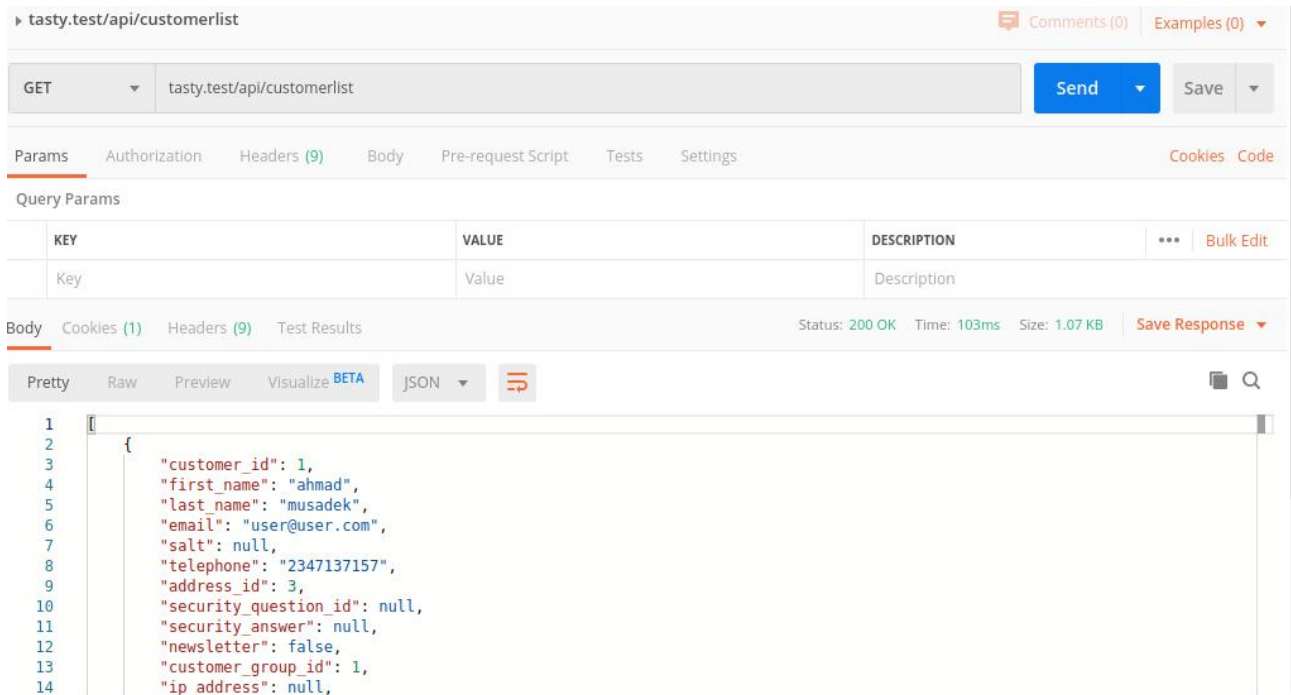 tasty.test/api/customerlist Comments (0) Examples (0)
GET tasty.test/api/customerlist Send Save
Params Authorization Headers (9) Body Pre-request Script Tests Settings Cookies Code
Query Params
KEY VALUE DESCRIPTION ••• Bulk Edit
Key Value Description
Body Cookies (1) Headers (9) Test Results Status: 200 OK Time: 103ms Size: 1.07 KB Save Response
Pretty Raw Preview Visualize BETA JSON
1 [
2 {
3 "customer_id": 1,
4 "first_name": "ahmad",
5 "last_name": "musadek",
6 "email": "user@user.com",
7 "salt": null,
8 "telephone": "2347137157",
9 "address_id": 3,
10 "security_question_id": null,
11 "security_answer": null,
12 "newsletter": false,
13 "customer_group_id": 1,
14 "ip_address": null,